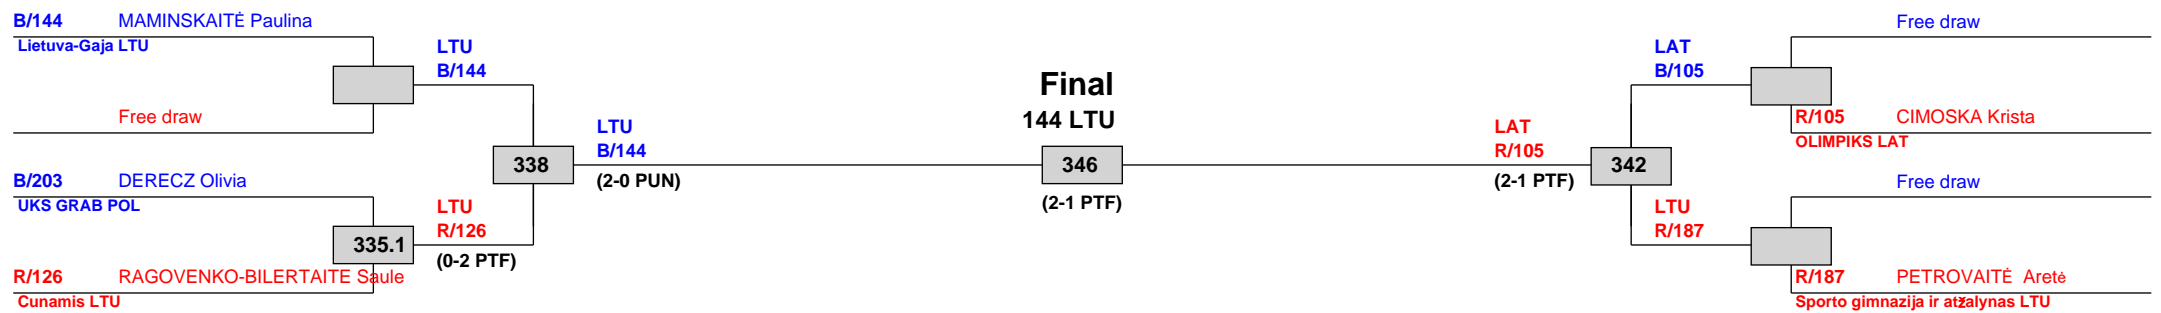 B/144 MAMINSKAITĖ Paulina
Lietuva-Gaja LTU
LTU
B/144
Free draw
B/203 DERECZ Olivia
UKS GRAB POL
335.1
LTU
R/126
(0-2 PTF)
R/126 RAGOVENKO-BILERTAITE Saule
Cunamis LTU
338
LTU
B/144
(2-0 PUN)
Final
144 LTU
346
(2-1 PTF)
LAT
R/105
(2-1 PTF)
342
LAT
B/105
LTU
R/187
Free draw
R/105 CIMOSKA Krista
OLIMPIKS LAT
Free draw
R/187 PETROVAITĖ Aretė
Sporto gimnazija ir atžalynas LTU